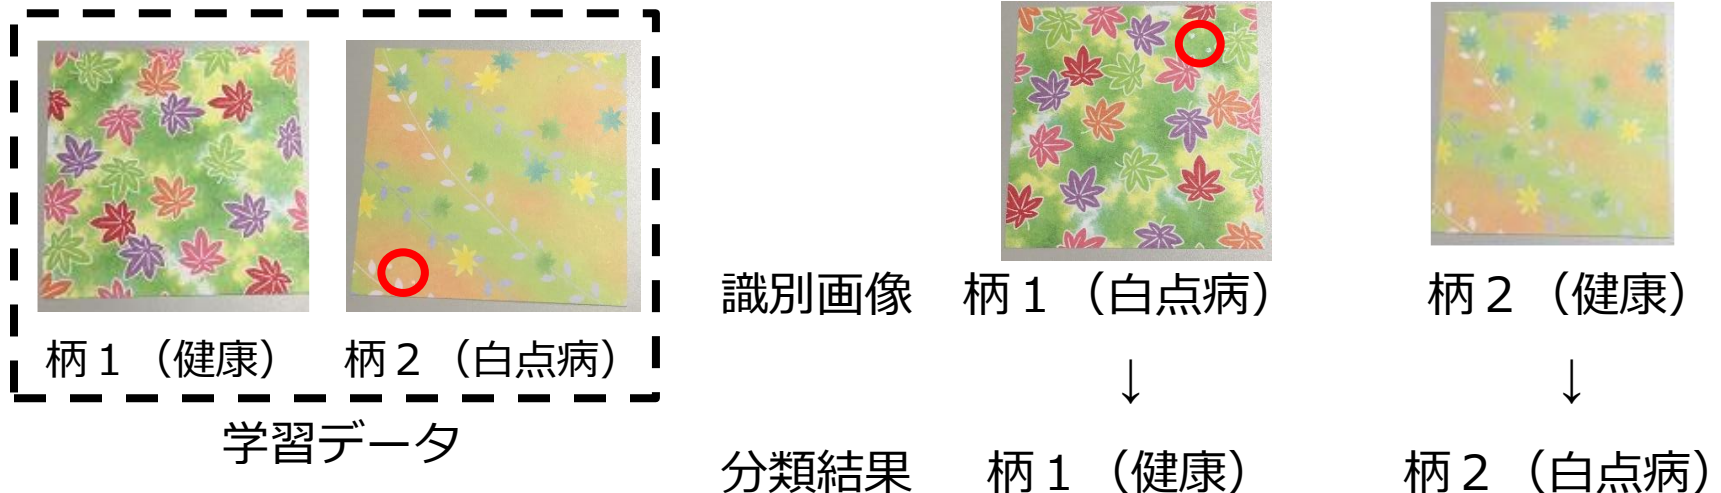 柄1（健康）
柄2（白点病）
学習データ
識別画像 柄1（白点病） 柄2（健康）
↓ ↓
分類結果 柄1（健康） 柄2（白点病）